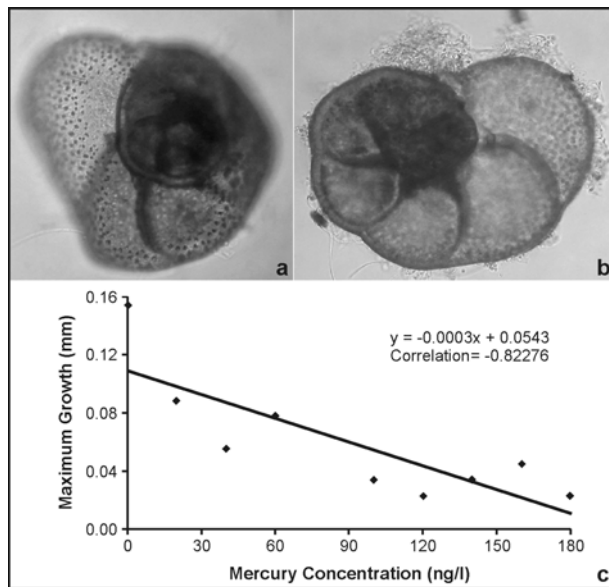 a
b
y = -0.0003x + 0.0543
Correlation= -0.82276
Maximum Growth (mm)
0.16
0.12
0.08
0.04
0.00
0
30
60
90
120
150
180
Mercury Concentration (ng/l)
c